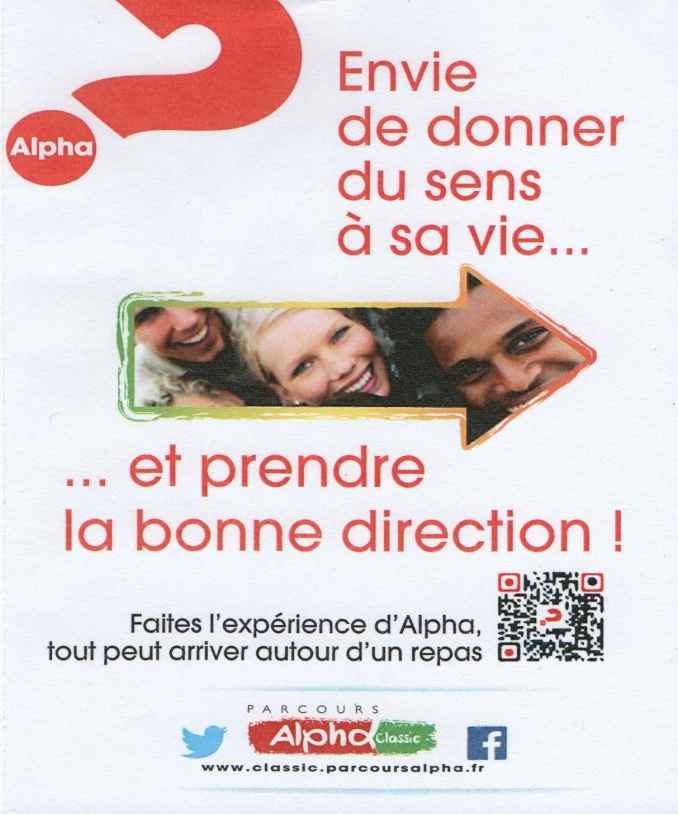 Alpha
Envie
de donner
du sens
à sa vie...
... et prendre
la bonne direction !
Faites l'expérience d'Alpha,
tout peut arriver autour d'un repas
PARCOURS
Alpha Classic
www.classic.parcoursalpha.fr